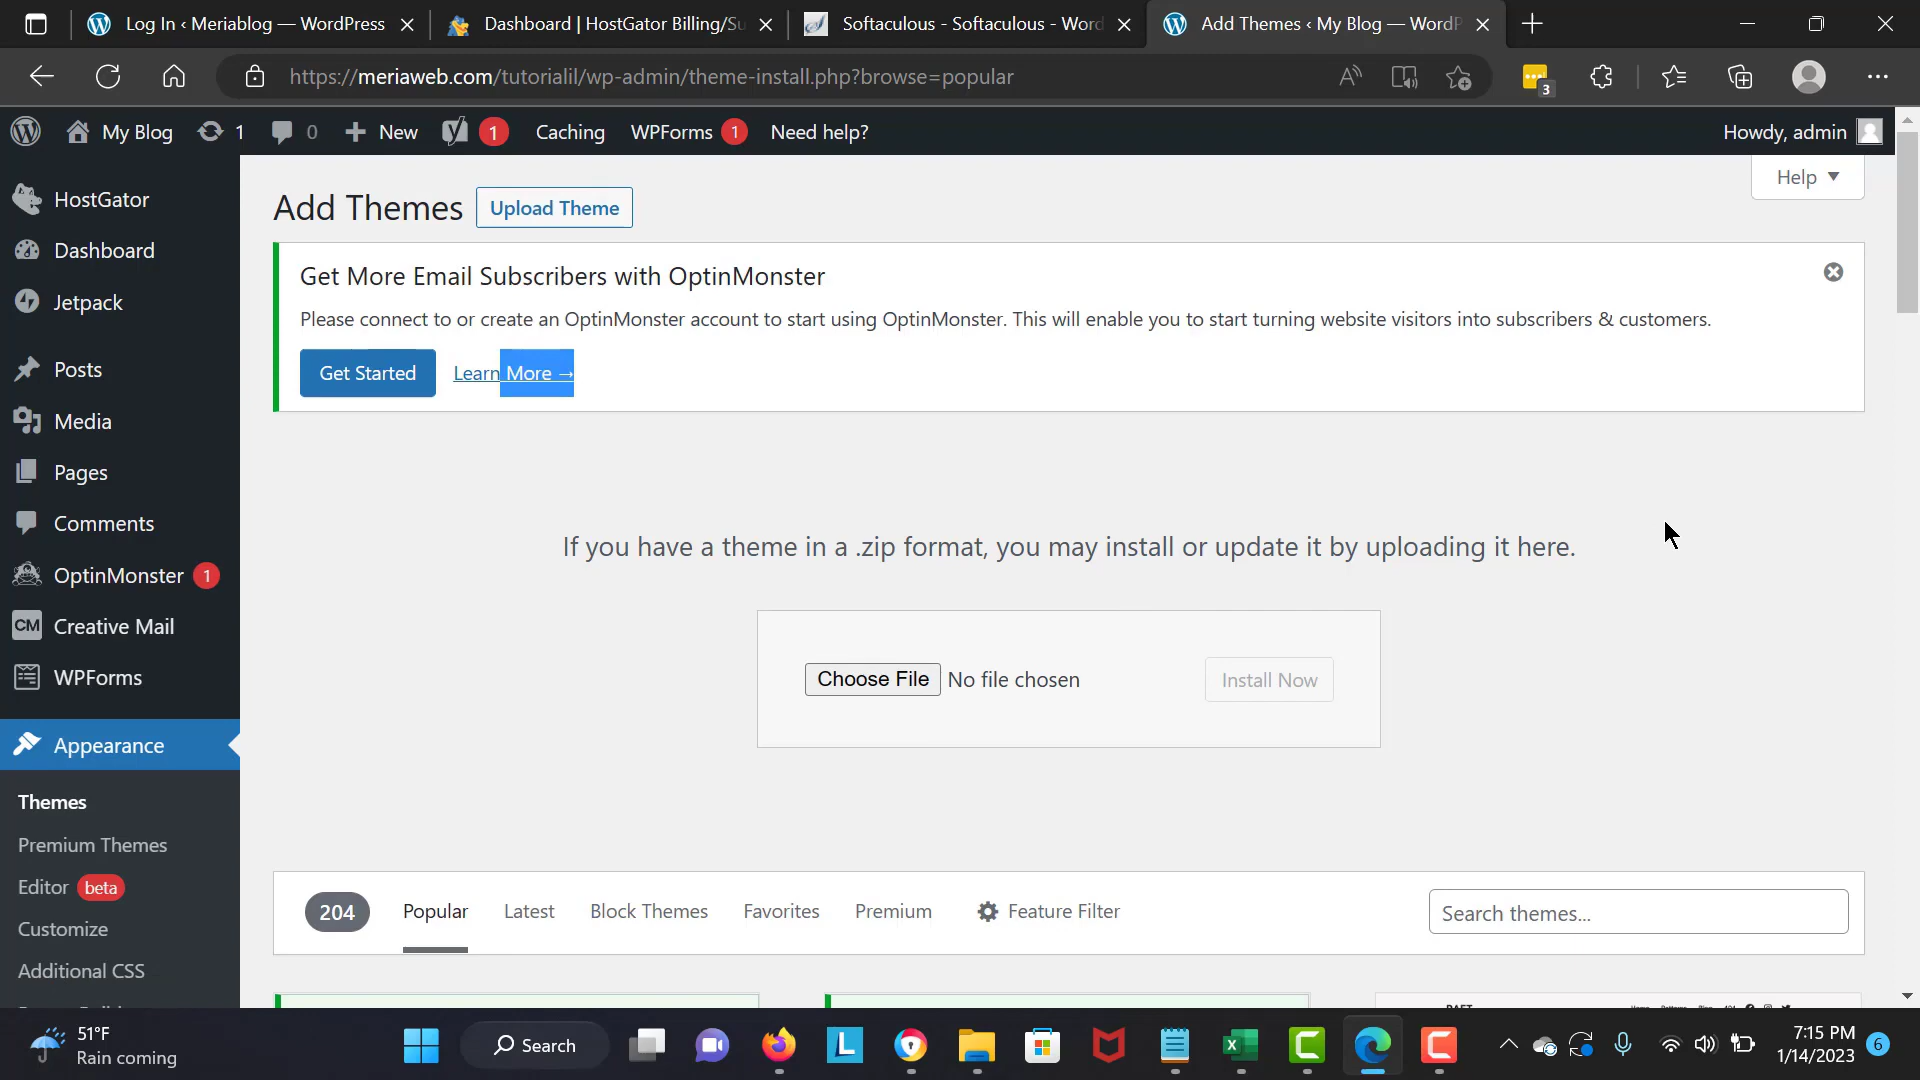 Log In ‹ Meriablog — WordPress
Dashboard | HostGator Billing/Su
Softaculous - Softaculous - Word
Add Themes ‹ My Blog — WordP
https://meriaweb.com/tutorialil/wp-admin/theme-install.php?browse=popular
3
My Blog
1
0
New
1
Caching
WPForms 1
Need help?
Howdy, admin
HostGator
Dashboard
Jetpack
Posts
Media
Pages
Comments
OptinMonster 1
CM Creative Mail
WPForms
Appearance
Themes
Premium Themes
Editor beta
Customize
Additional CSS
Help
Add Themes
Upload Theme
Get More Email Subscribers with OptinMonster
Please connect to or create an OptinMonster account to start using OptinMonster. This will enable you to start turning website visitors into subscribers & customers.
Get Started
Learn More →
If you have a theme in a .zip format, you may install or update it by uploading it here.
Choose File No file chosen
Install Now
204
Popular
Latest
Block Themes
Favorites
Premium
Feature Filter
Search themes...
51°F
Rain coming
Search
7:15 PM
1/14/2023
6